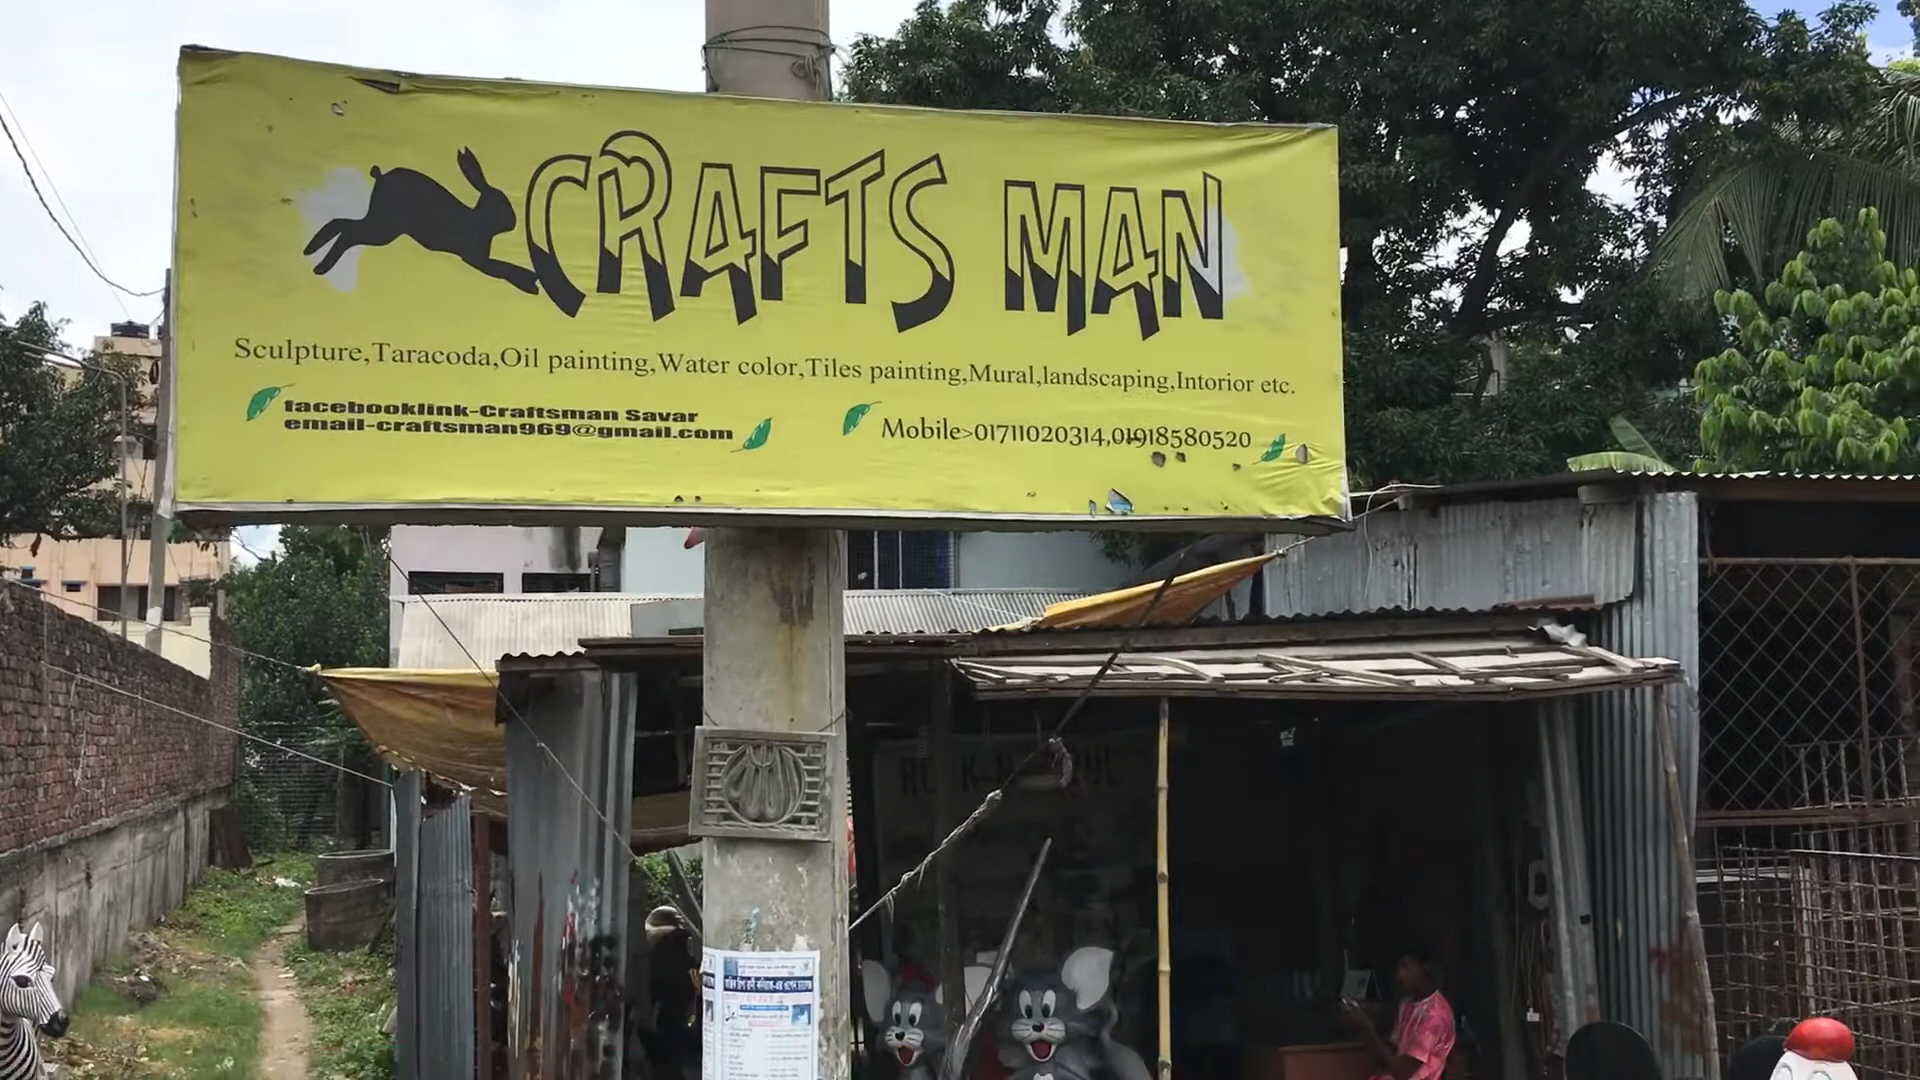 CRAFTS MAN
Sculpture,Taracoda,Oil painting,Water color,Tiles painting,Mural,landscaping,Intorior etc.
facebooklink-Craftsman Savar
email-craftsman969@gmail.com
Mobile>01711020314,01918580520